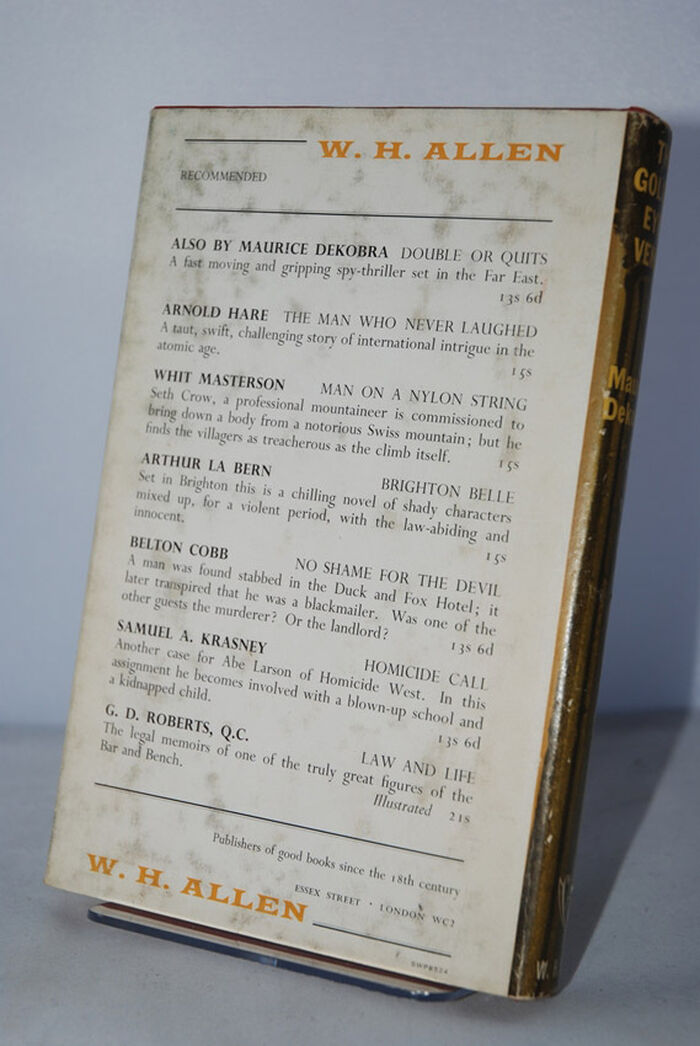 W. H. ALLEN
RECOMMENDED
ALSO BY MAURICE DEKOBRA DOUBLE OR QUITS
A fast moving and gripping spy-thriller set in the Far East.
13s 6d
ARNOLD HARE THE MAN WHO NEVER LAUGHED
A taut, swift, challenging story of international intrigue in the
atomic age.
15s
WHIT MASTERSON MAN ON A NYLON STRING
Seth Crow, a professional mountaineer is commissioned to
bring down a body from a notorious Swiss mountain; but he
finds the villagers as treacherous as the climb itself.
15s
ARTHUR LA BERN BRIGHTON BELLE
Set in Brighton this is a chilling novel of shady characters
mixed up, for a violent period, with the law-abiding and
innocent.
15s
BELTON COBB NO SHAME FOR THE DEVIL
A man was found stabbed in the Duck and Fox Hotel; it
later transpired that he was a blackmailer. Was one of the
other guests the murderer? Or the landlord?
13s 6d
SAMUEL A. KRASNEY HOMICIDE CALL
Another case for Abe Larson of Homicide West. In this
assignment he becomes involved with a blown-up school and
a kidnapped child.
13s 6d
G. D. ROBERTS, Q.C. LAW AND LIFE
The legal memoirs of one of the truly great figures of the
Bar and Bench.
Illustrated 21s
Publishers of good books since the 18th century
W. H. ALLEN
ESSEX STREET · LONDON WC2